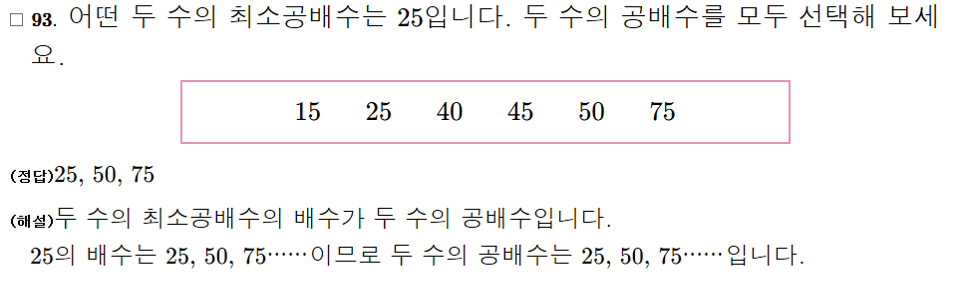 □ 93. 어떤 두 수의 최소공배수는 25입니다. 두 수의 공배수를 모두 선택해 보세
요.
15 25 40 45 50 75
(정답)25, 50, 75
(해설)두 수의 최소공배수의 배수가 두 수의 공배수입니다.
25의 배수는 25, 50, 75⋯⋯이므로 두 수의 공배수는 25, 50, 75⋯⋯입니다.